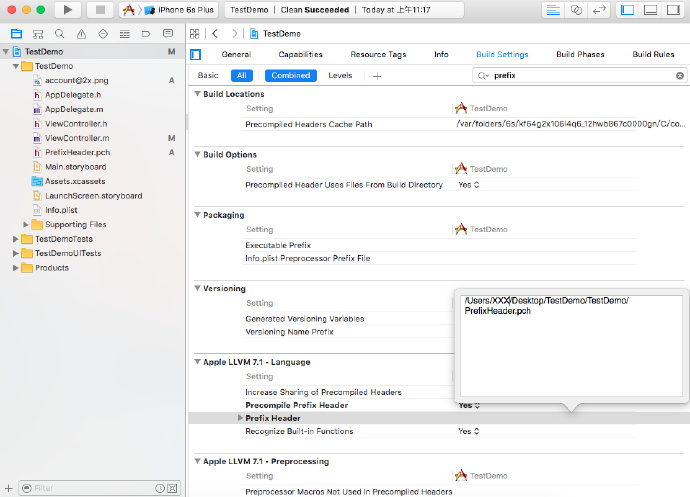 iPhone 6s Plus
TestDemo | Clean Succeeded | Today at 上午11:17
TestDemo M
TestDemo
account@2x.png A
AppDelegate.h
AppDelegate.m
ViewController.h
ViewController.m M
PrefixHeader.pch A
Main.storyboard
Assets.xcassets
LaunchScreen.storyboard
Info.plist
Supporting Files
TestDemoTests
TestDemoUITests
Products
Filter
TestDemo
General Capabilities Resource Tags Info Build Settings Build Phases Build Rules
Basic All Combined Levels + prefix
Build Locations
Setting TestDemo
Precompiled Headers Cache Path /var/folders/6s/kf64g2x106l4q6_12hwb867c0000gn/C/co...
Build Options
Setting TestDemo
Precompiled Header Uses Files From Build Directory Yes
Packaging
Setting TestDemo
Executable Prefix
Info.plist Preprocessor Prefix File
Versioning
Setting
Generated Versioning Variables
Versioning Name Prefix
/Users/XXX/Desktop/TestDemo/TestDemo/
PrefixHeader.pch
Apple LLVM 7.1 - Language
Setting
Increase Sharing of Precompiled Headers
Precompile Prefix Header Yes
Prefix Header
Recognize Built-in Functions Yes
Apple LLVM 7.1 - Preprocessing
Setting TestDemo
Preprocessor Macros Not Used In Precompiled Headers